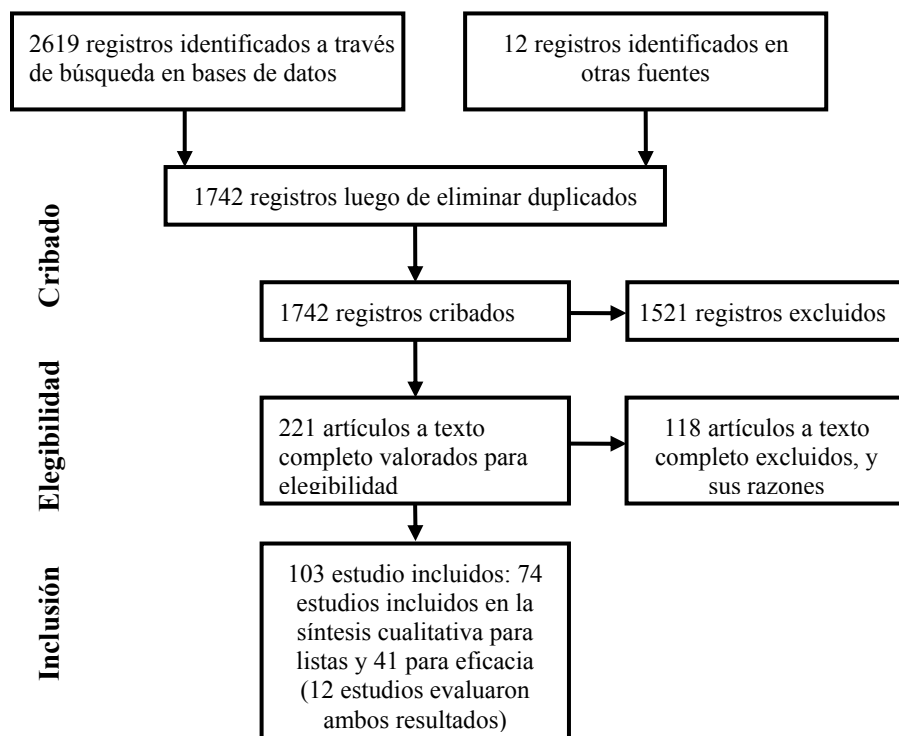 2619 registros identificados a través
de búsqueda en bases de datos
12 registros identificados en
otras fuentes
1742 registros luego de eliminar duplicados
Cribado
1742 registros cribados
1521 registros excluidos
Elegibilidad
221 artículos a texto
completo valorados para
elegibilidad
118 artículos a texto
completo excluidos, y
sus razones
Inclusión
103 estudio incluidos: 74
estudios incluidos en la
síntesis cualitativa para
listas y 41 para eficacia
(12 estudios evaluaron
ambos resultados)